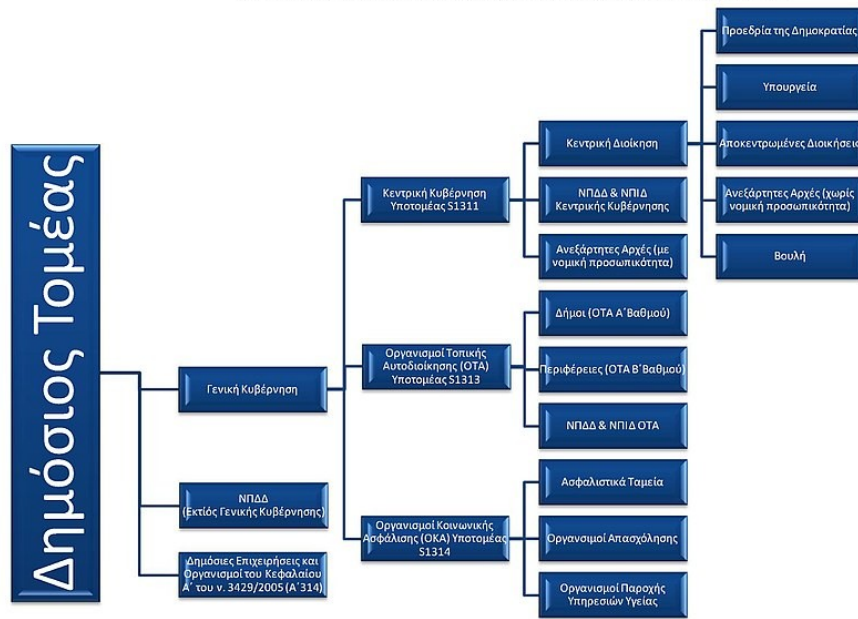 Δημόσιος Τομέας
Γενική Κυβέρνηση
ΝΠΔΔ
(Εκτίός Γενικής Κυβέρνησης)
Δημόσιες Επιχειρήσεις και
Οργανισμοί του Κεφαλαίου
Α΄ του ν. 3429/2005 (Α΄314)
Κεντρική Κυβέρνηση
Υποτομέας S1311
Οργανισμοί Τοπικής
Αυτοδιοίκησης (ΟΤΑ)
Υποτομέας S1313
Οργανισμοί Κοινωνικής
Ασφάλισης (ΟΚΑ) Υποτομέας
S1314
Κεντρική Διοίκηση
ΝΠΔΔ & ΝΠΙΔ
Κεντρικής Κυβέρνησης
Ανεξάρτητες Αρχές (με
νομική προσωπικότητα)
Δήμοι (ΟΤΑ Α΄Βαθμού)
Περιφέρειες (ΟΤΑ Β΄Βαθμού)
ΝΠΔΔ & ΝΠΙΔ ΟΤΑ
Ασφαλιστικά Ταμεία
Οργανσιμοί Απασχόλησης
Οργανισμοί Παροχής
Υπηρεσιών Υγείας
Προεδρία της Δημοκρατίας
Υπουργεία
Αποκεντρωμένες Διοικήσεις
Ανεξάρτητες Αρχές (χωρίς
νομική προσωπικότητα)
Βουλή